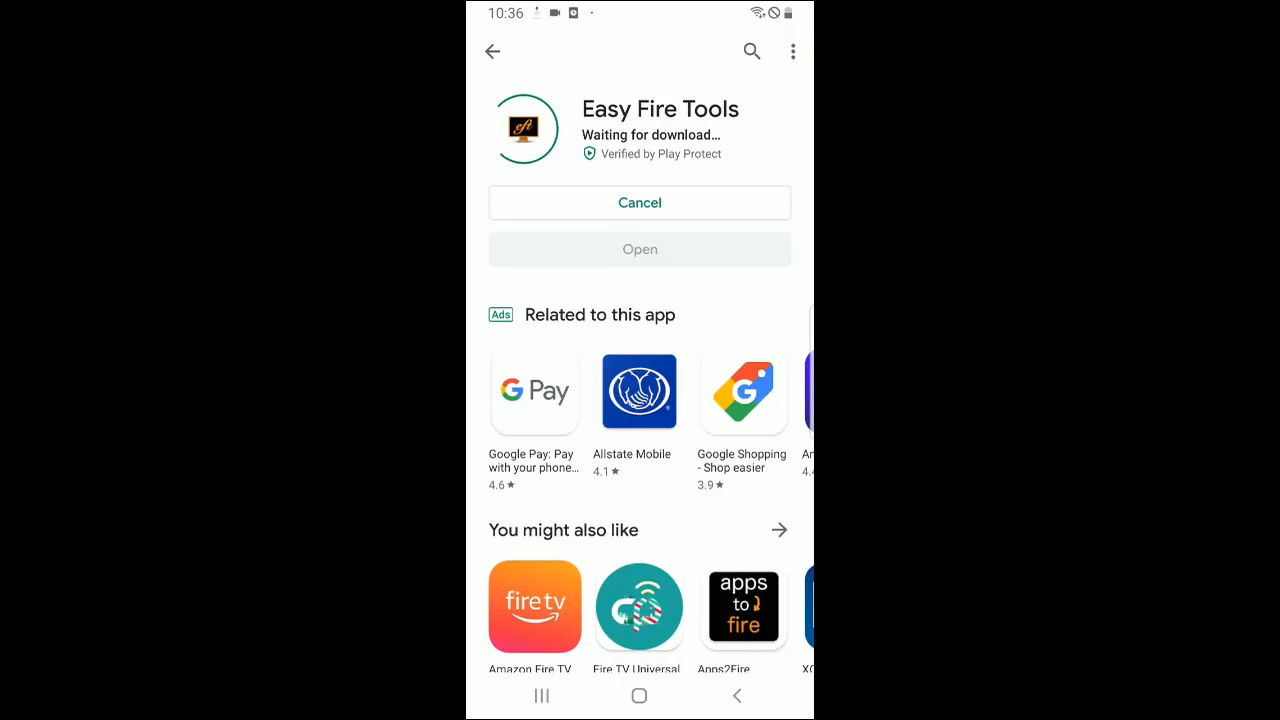 10:36
eft
Easy Fire Tools
Waiting for download...
Verified by Play Protect
Cancel
Open
Ads Related to this app
G Pay
G
Google Pay: Pay
with your phone...
4.6★
Allstate Mobile
4.1★
Google Shopping
- Shop easier
3.9★
You might also like
fire tv
apps
to
fire
Amazon Fire TV
Fire TV Universal
Apps2Fire